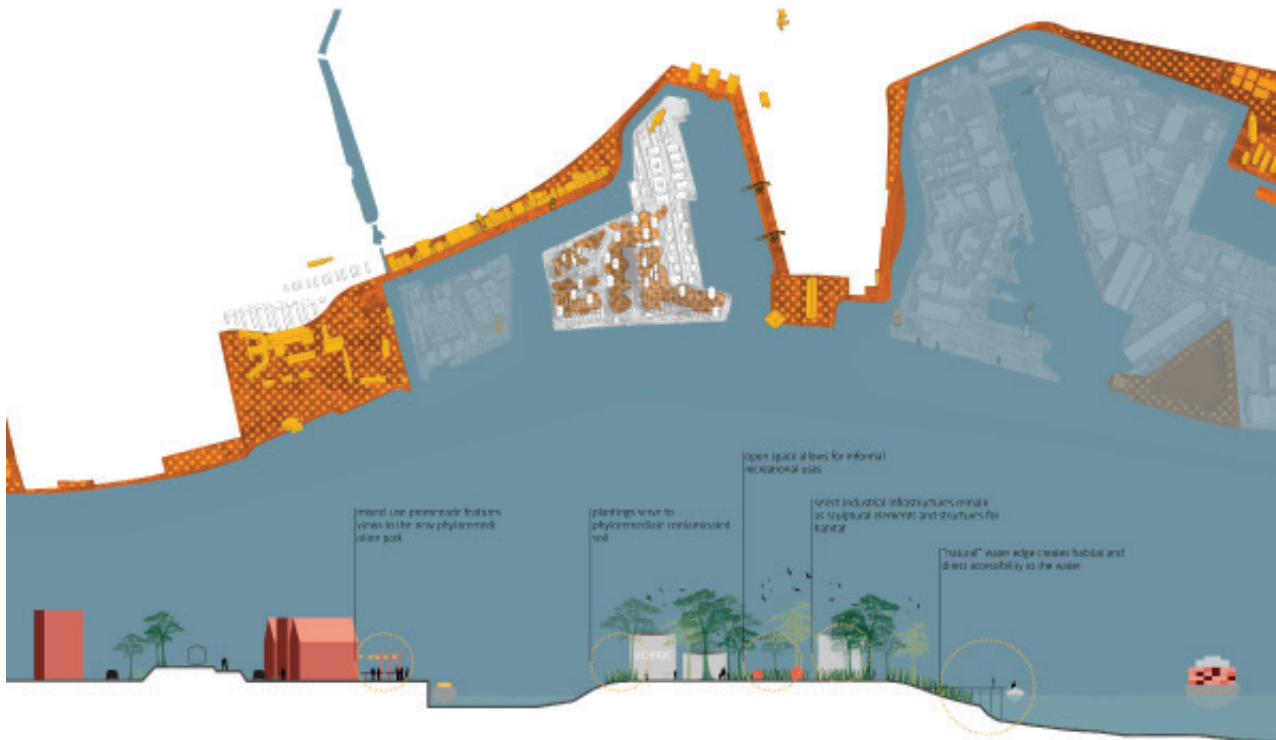 open space allows for informal
recreational uses
mixed use promenade features
views to the new phytoremedi
ation park
plantings serve to
phytoremediate contaminated
soil
select industrial infrastructures remain
as sculptural elements and structures for
habitat
"natural" water edge creates habitat and
direct accessibility to the water
VOPAK